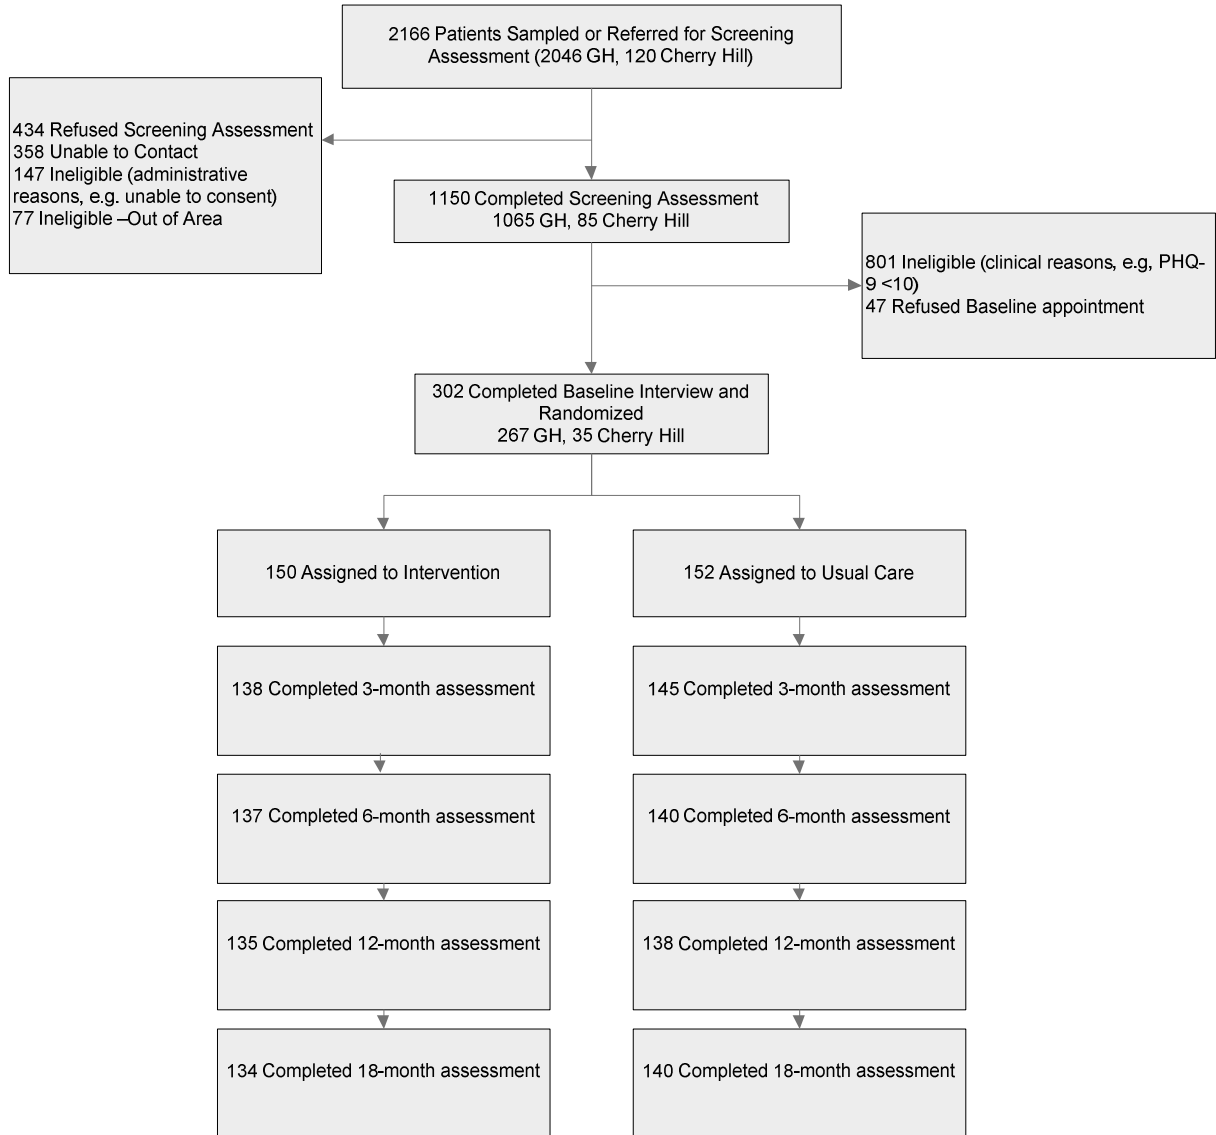 2166 Patients Sampled or Referred for Screening
Assessment (2046 GH, 120 Cherry Hill)
434 Refused Screening Assessment
358 Unable to Contact
147 Ineligible (administrative
reasons, e.g. unable to consent)
77 Ineligible –Out of Area
1150 Completed Screening Assessment
1065 GH, 85 Cherry Hill
801 Ineligible (clinical reasons, e.g, PHQ-
9 <10)
47 Refused Baseline appointment
302 Completed Baseline Interview and
Randomized
267 GH, 35 Cherry Hill
150 Assigned to Intervention
152 Assigned to Usual Care
138 Completed 3-month assessment
145 Completed 3-month assessment
137 Completed 6-month assessment
140 Completed 6-month assessment
135 Completed 12-month assessment
138 Completed 12-month assessment
134 Completed 18-month assessment
140 Completed 18-month assessment